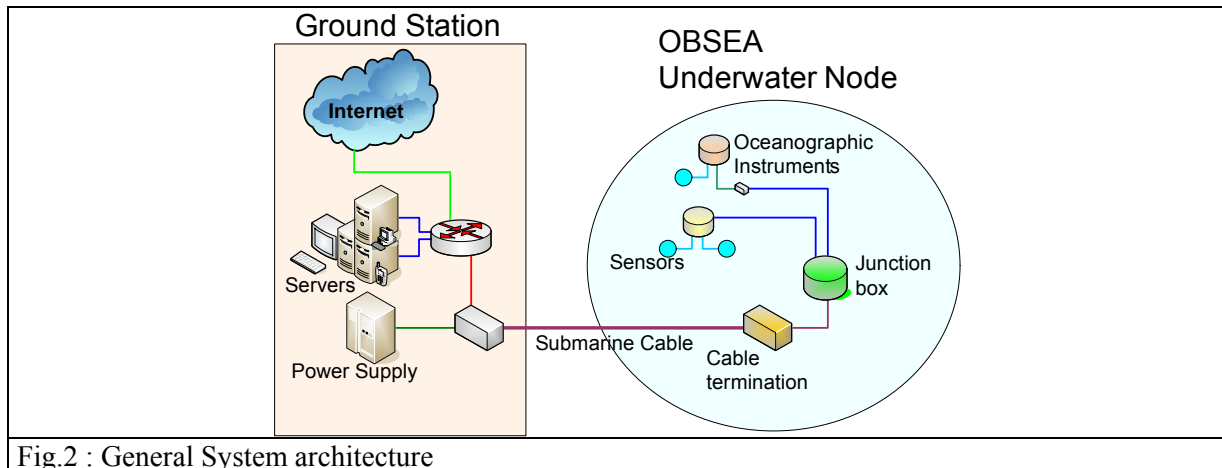 Ground Station
OBSEA
Underwater Node
Internet
Oceanographic
Instruments
Servers
Sensors
Junction
box
Power Supply
Submarine Cable
Cable
termination
Fig.2 : General System architecture